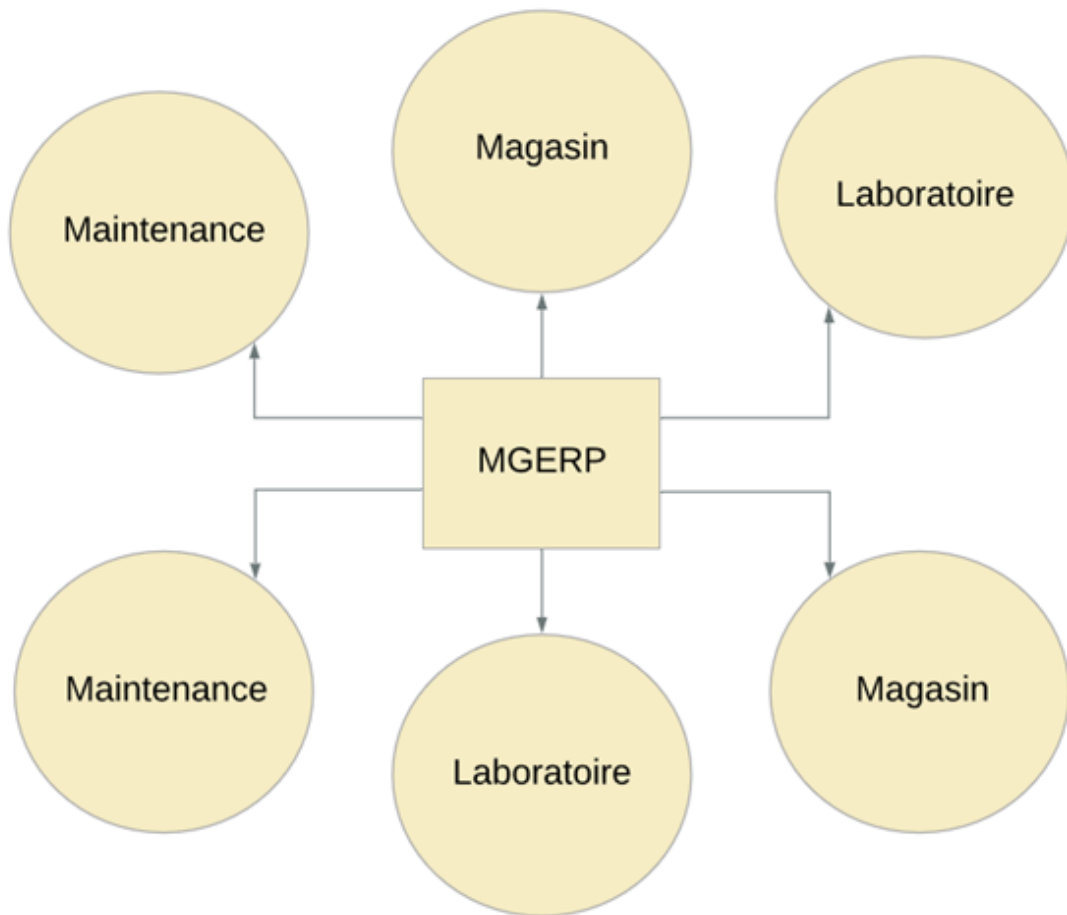 Magasin
Laboratoire
Maintenance
MGERP
Maintenance
Magasin
Laboratoire